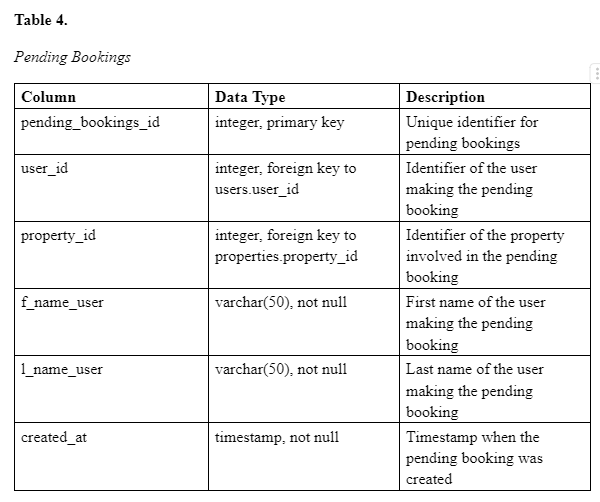 Table 4.
Pending Bookings
Column Data Type Description
pending_bookings_id integer, primary key Unique identifier for
pending bookings
user_id integer, foreign key to Identifier of the user
users.user_id making the pending
booking
property_id integer, foreign key to Identifier of the property
properties.property_id involved in the pending
booking
f_name_user varchar(50), not null First name of the user
making the pending
booking
l_name_user varchar(50), not null Last name of the user
making the pending
booking
created_at timestamp, not null Timestamp when the
pending booking was
created